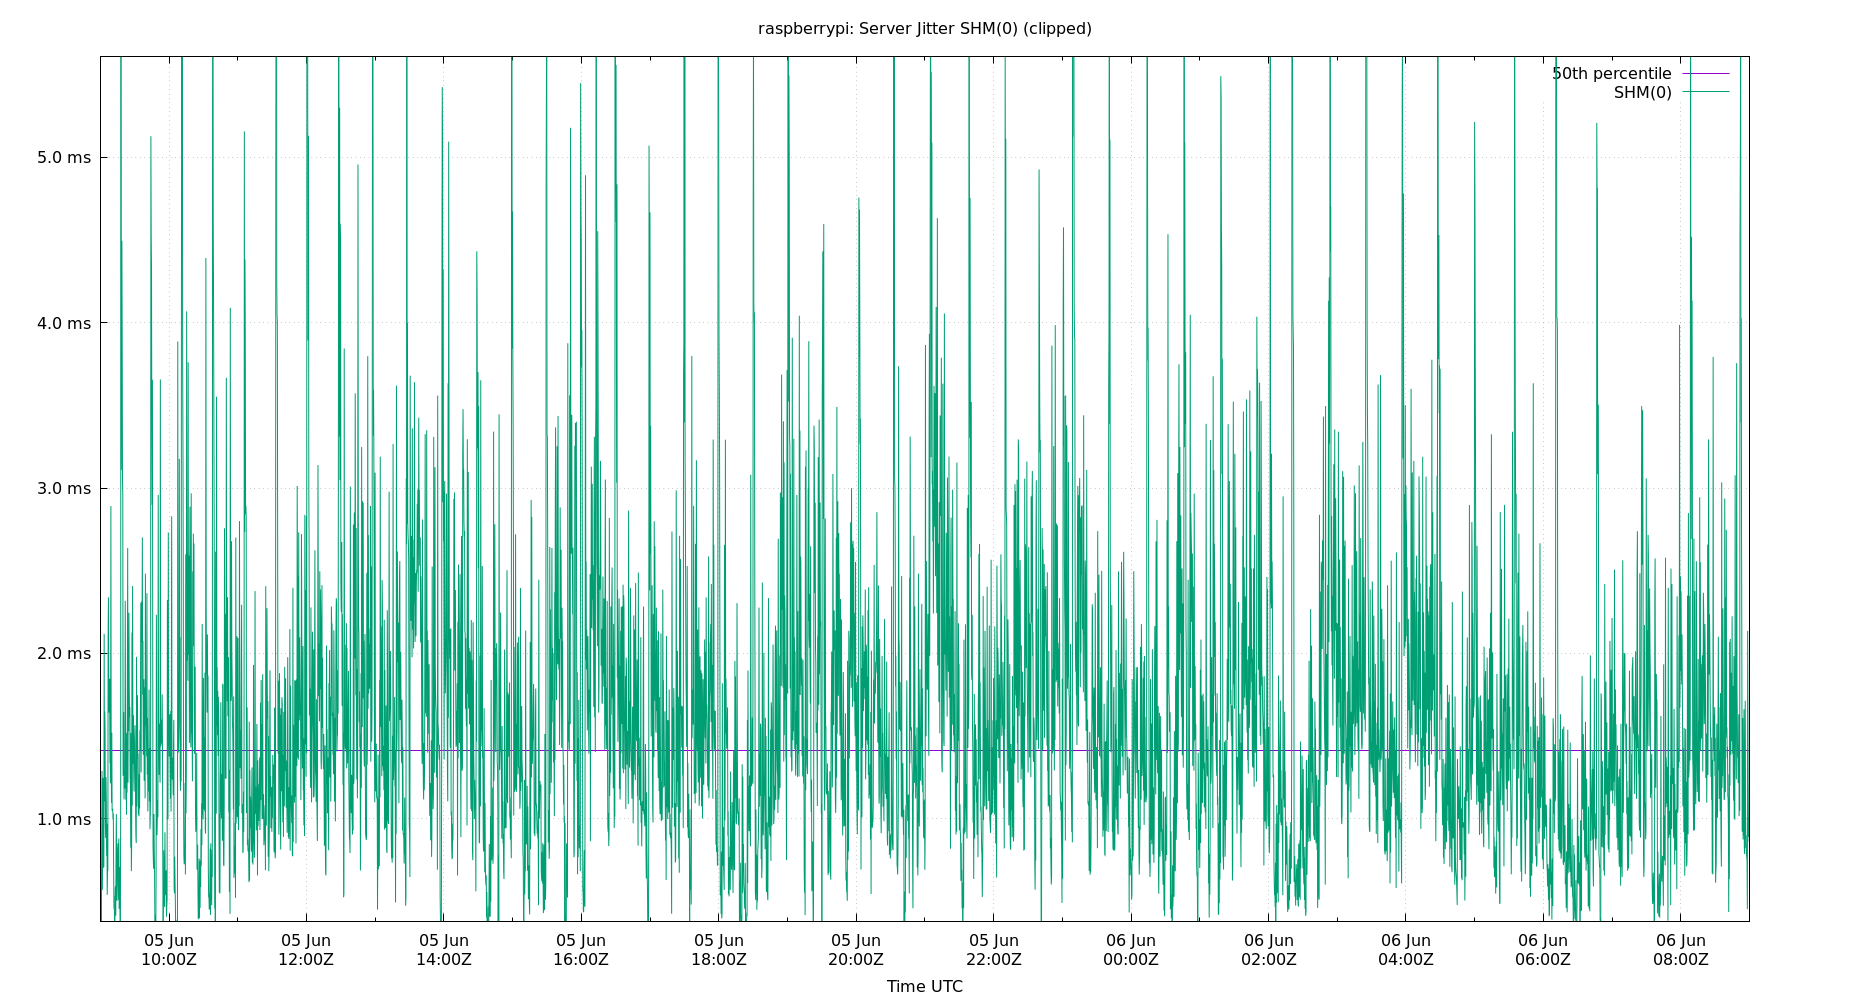 raspberrypi: Server Jitter SHM(0) (clipped)
50th percentile
SHM(0)
5.0 ms
4.0 ms
3.0 ms
2.0 ms
1.0 ms
05 Jun 05 Jun 05 Jun 05 Jun 05 Jun 05 Jun 05 Jun 06 Jun 06 Jun 06 Jun 06 Jun 06 Jun
10:00Z 12:00Z 14:00Z 16:00Z 18:00Z 20:00Z 22:00Z 00:00Z 02:00Z 04:00Z 06:00Z 08:00Z
Time UTC